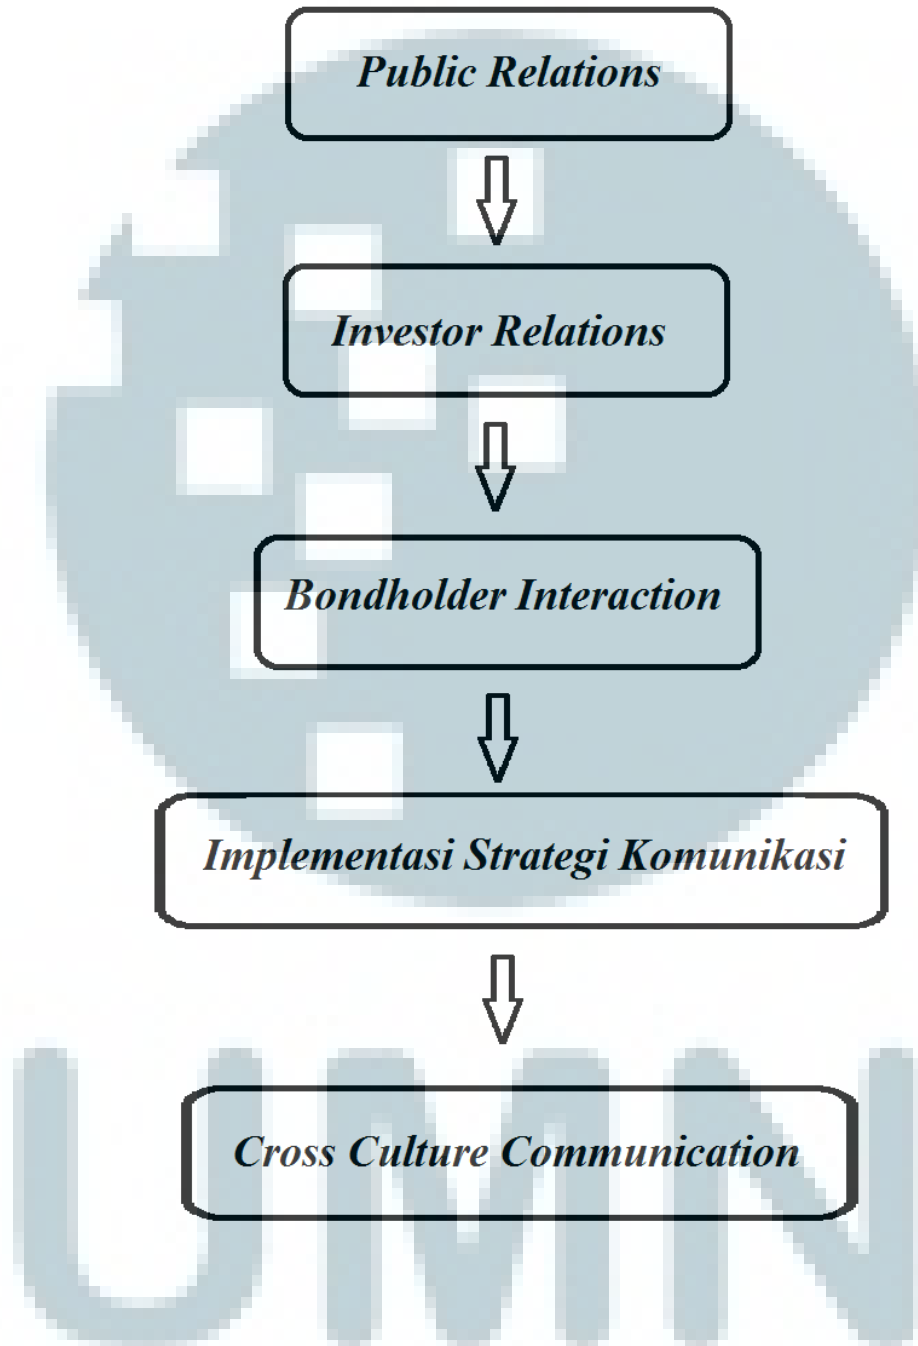 Public Relations
Investor Relations
Bondholder Interaction
Implementasi Strategi Komunikasi
Cross Culture Communication
UMN